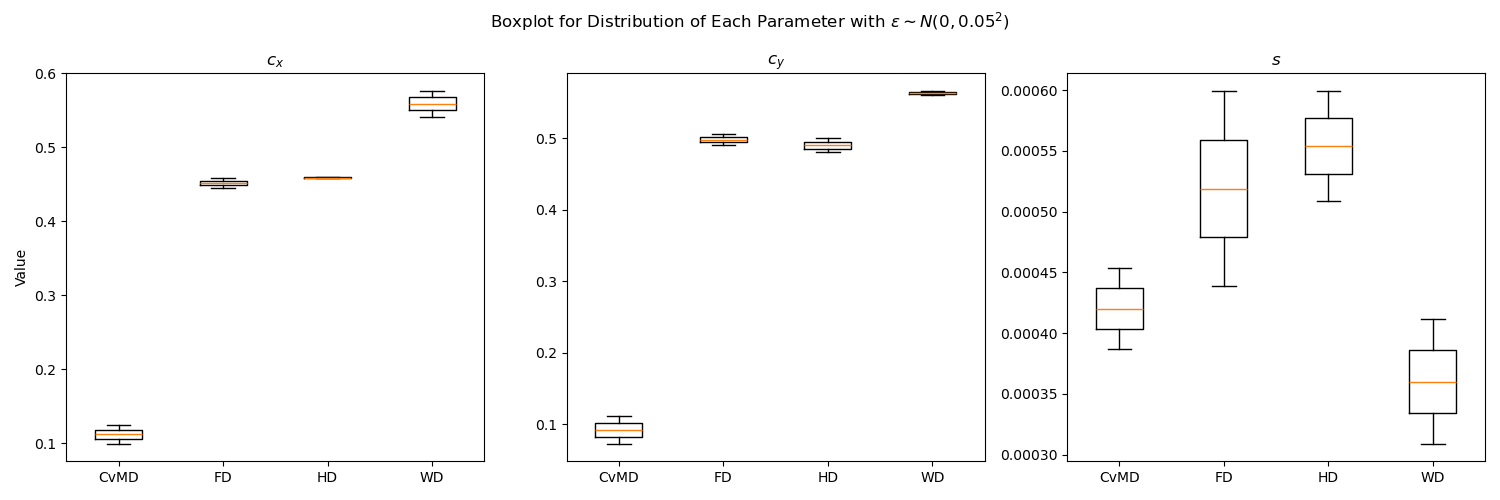 Boxplot for Distribution of Each Parameter with ε ~ N(0, 0.05²)
c_x
0.6
0.5
0.4
0.3
0.2
0.1
Value
CvMD FD HD WD
c_y
0.5
0.4
0.3
0.2
0.1
CvMD FD HD WD
s
0.00060
0.00055
0.00050
0.00045
0.00040
0.00035
0.00030
CvMD FD HD WD